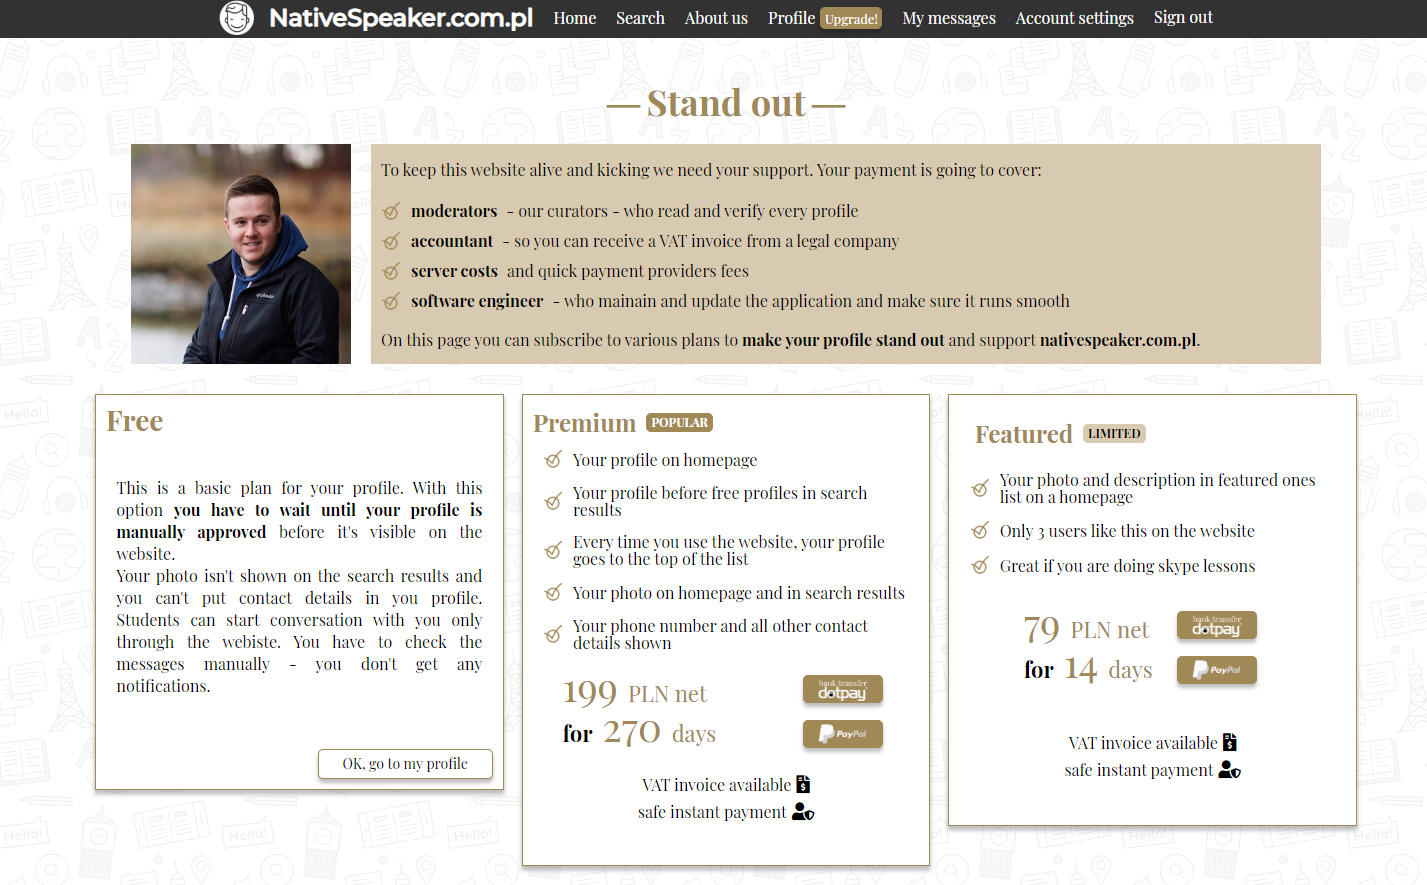 NativeSpeaker.com.pl Home Search About us Profile Upgrade! My messages Account settings Sign out
— Stand out —
To keep this website alive and kicking we need your support. Your payment is going to cover:
moderators - our curators - who read and verify every profile
accountant - so you can receive a VAT invoice from a legal company
server costs and quick payment providers fees
software engineer - who mainain and update the application and make sure it runs smooth
On this page you can subscribe to various plans to make your profile stand out and support nativespeaker.com.pl.
Free
This is a basic plan for your profile. With this
option you have to wait until your profile is
manually approved before it's visible on the
website.
Your photo isn't shown on the search results and
you can't put contact details in you profile.
Students can start conversation with you only
through the webiste. You have to check the
messages manually - you don't get any
notifications.
OK, go to my profile
Premium POPULAR
Your profile on homepage
Your profile before free profiles in search
results
Every time you use the website, your profile
goes to the top of the list
Your photo on homepage and in search results
Your phone number and all other contact
details shown
199 PLN net
for 270 days
bank transfer
dotpay
PayPal
VAT invoice available
safe instant payment
Featured LIMITED
Your photo and description in featured ones
list on a homepage
Only 3 users like this on the website
Great if you are doing skype lessons
79 PLN net
for 14 days
bank transfer
dotpay
PayPal
VAT invoice available
safe instant payment
Hello!
Hello!
Hello!
Hello!
Hello!
Hello!